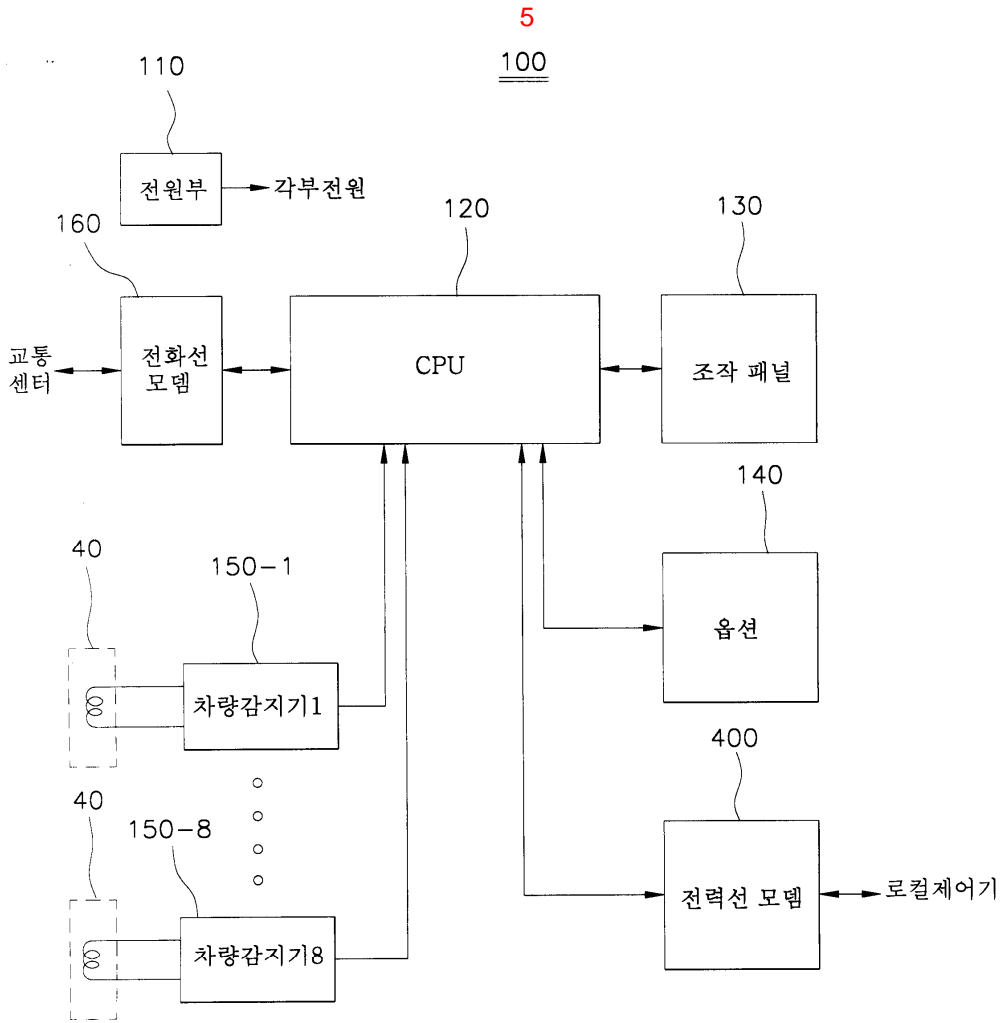 5
100
110
전원부
각부전원
160
120
130
교통
센터
전화선
모뎀
CPU
조작 패널
140
40
150-1
옵션
차량감지기1
400
40
150-8
전력선 모뎀
로컬제어기
차량감지기8